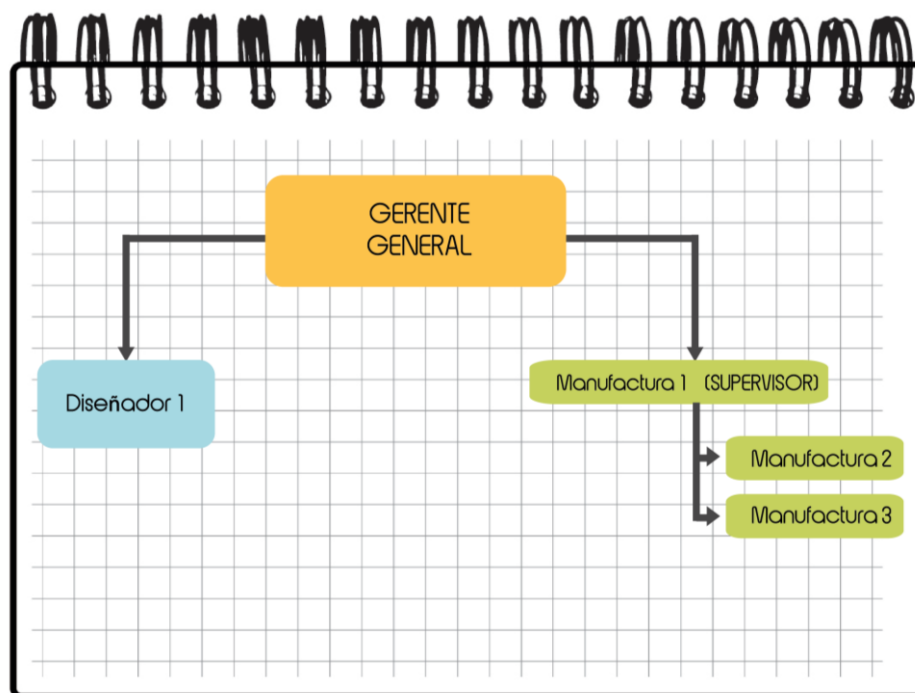 GERENTE
GENERAL
Diseñador 1
Manufactura 1 (SUPERVISOR)
Manufactura 2
Manufactura 3